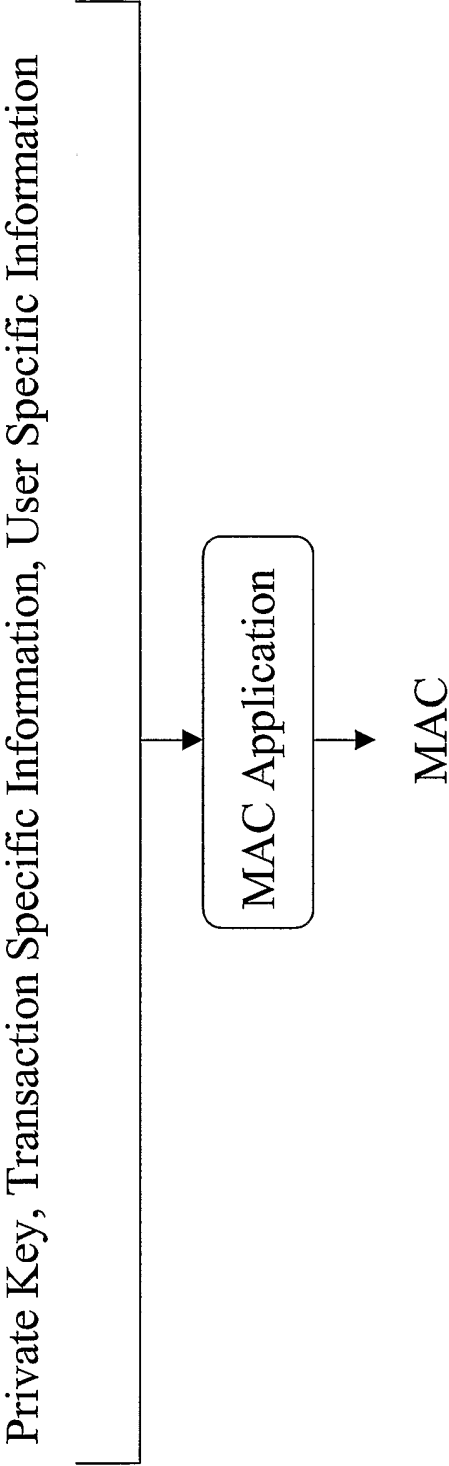 Private Key, Transaction Specific Information, User Specific Information
MAC Application
MAC